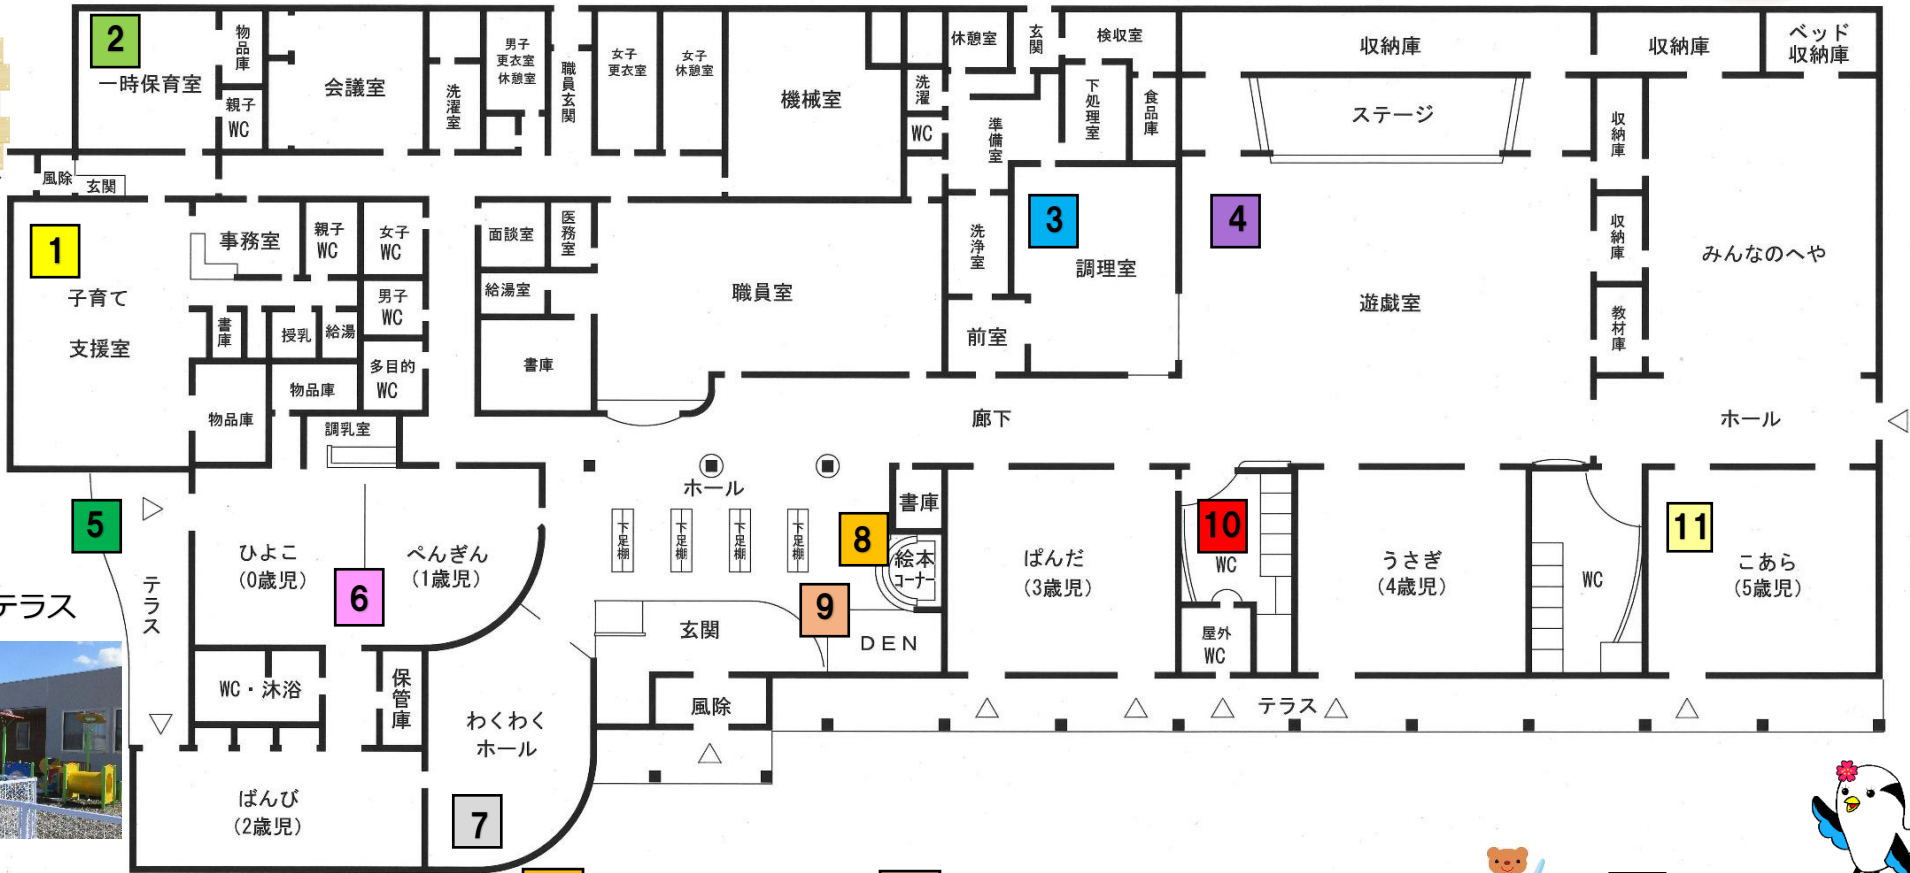 2
一時保育室
物品庫
親子
WC
会議室
洗濯室
男子
更衣室
休憩室
職員玄関
女子
更衣室
女子
休憩室
機械室
洗濯
WC
休憩室
玄関
検収室
準備室
下処理室
食品庫
収納庫
ステージ
収納庫
ベッド
収納庫
収納庫
収納庫
教材庫
みんなのへや
風除
玄関
1
子育て
支援室
事務室
親子
WC
女子
WC
男子
WC
書庫
授乳
給湯
多目的
WC
物品庫
物品庫
調乳室
面談室
医務室
給湯室
書庫
職員室
洗浄室
前室
3
調理室
4
遊戯室
廊下
ホール
5
テラス
テラス
ひよこ
(0歳児)
ぺんぎん
(1歳児)
6
WC・沐浴
保管庫
ばんび
(2歳児)
わくわく
ホール
7
ホール
下足棚
下足棚
下足棚
下足棚
8
書庫
絵本
コーナー
9
玄関
DEN
風除
ぱんだ
(3歳児)
10
WC
屋外
WC
うさぎ
(4歳児)
WC
11
こあら
(5歳児)
テラス